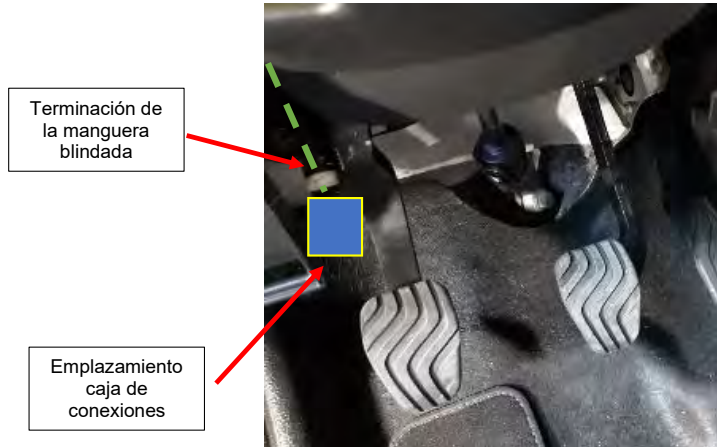 Terminación de
la manguera
blindada
Emplazamiento
caja de
conexiones